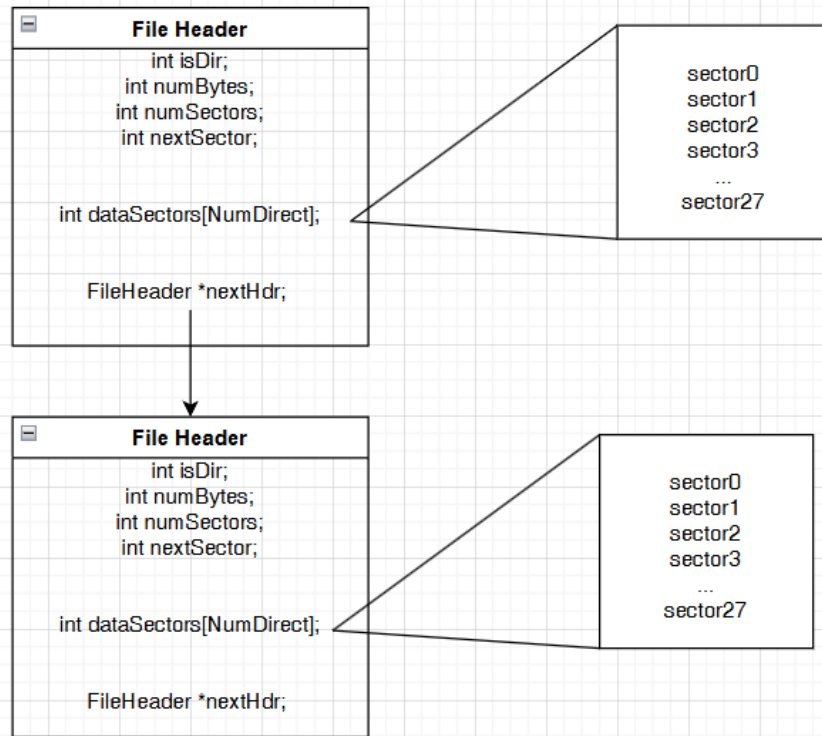 File Header
int isDir;
int numBytes;
int numSectors;
int nextSector;
int dataSectors[NumDirect];
FileHeader *nextHdr;
sector0
sector1
sector2
sector3
...
sector27
File Header
int isDir;
int numBytes;
int numSectors;
int nextSector;
int dataSectors[NumDirect];
FileHeader *nextHdr;
sector0
sector1
sector2
sector3
...
sector27